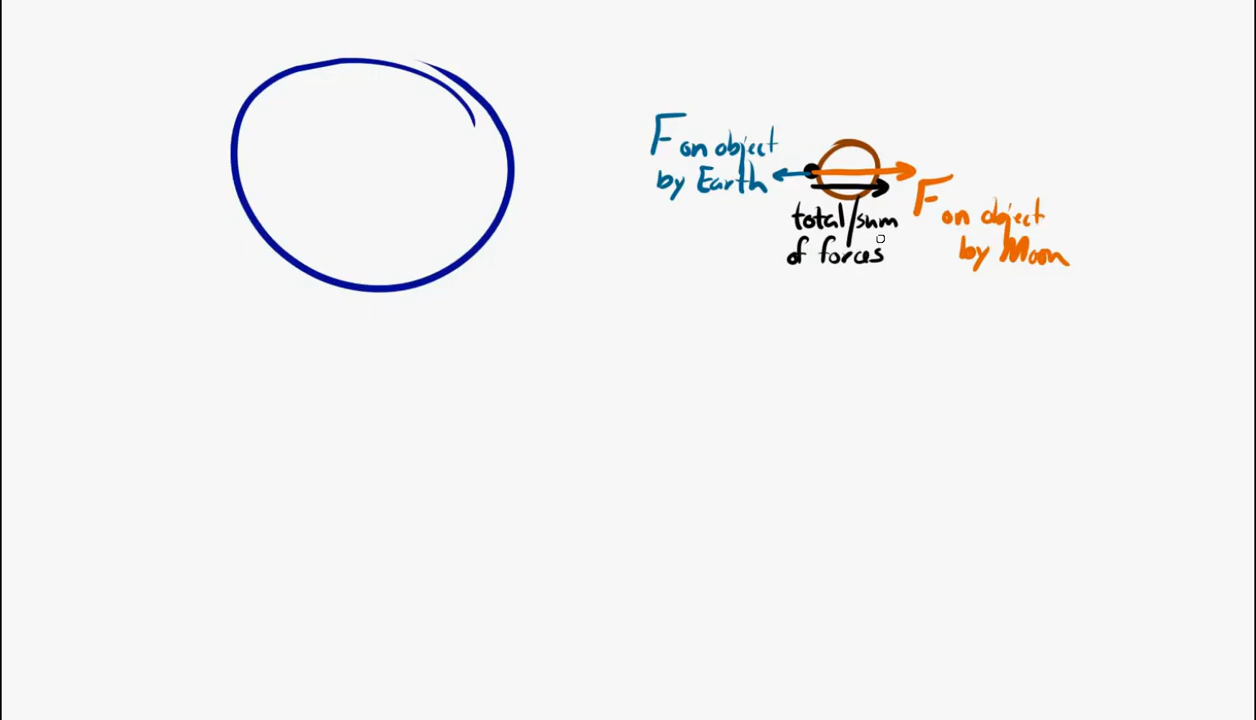 F on object
by Earth
total/sum
of forces
F on object
by Moon